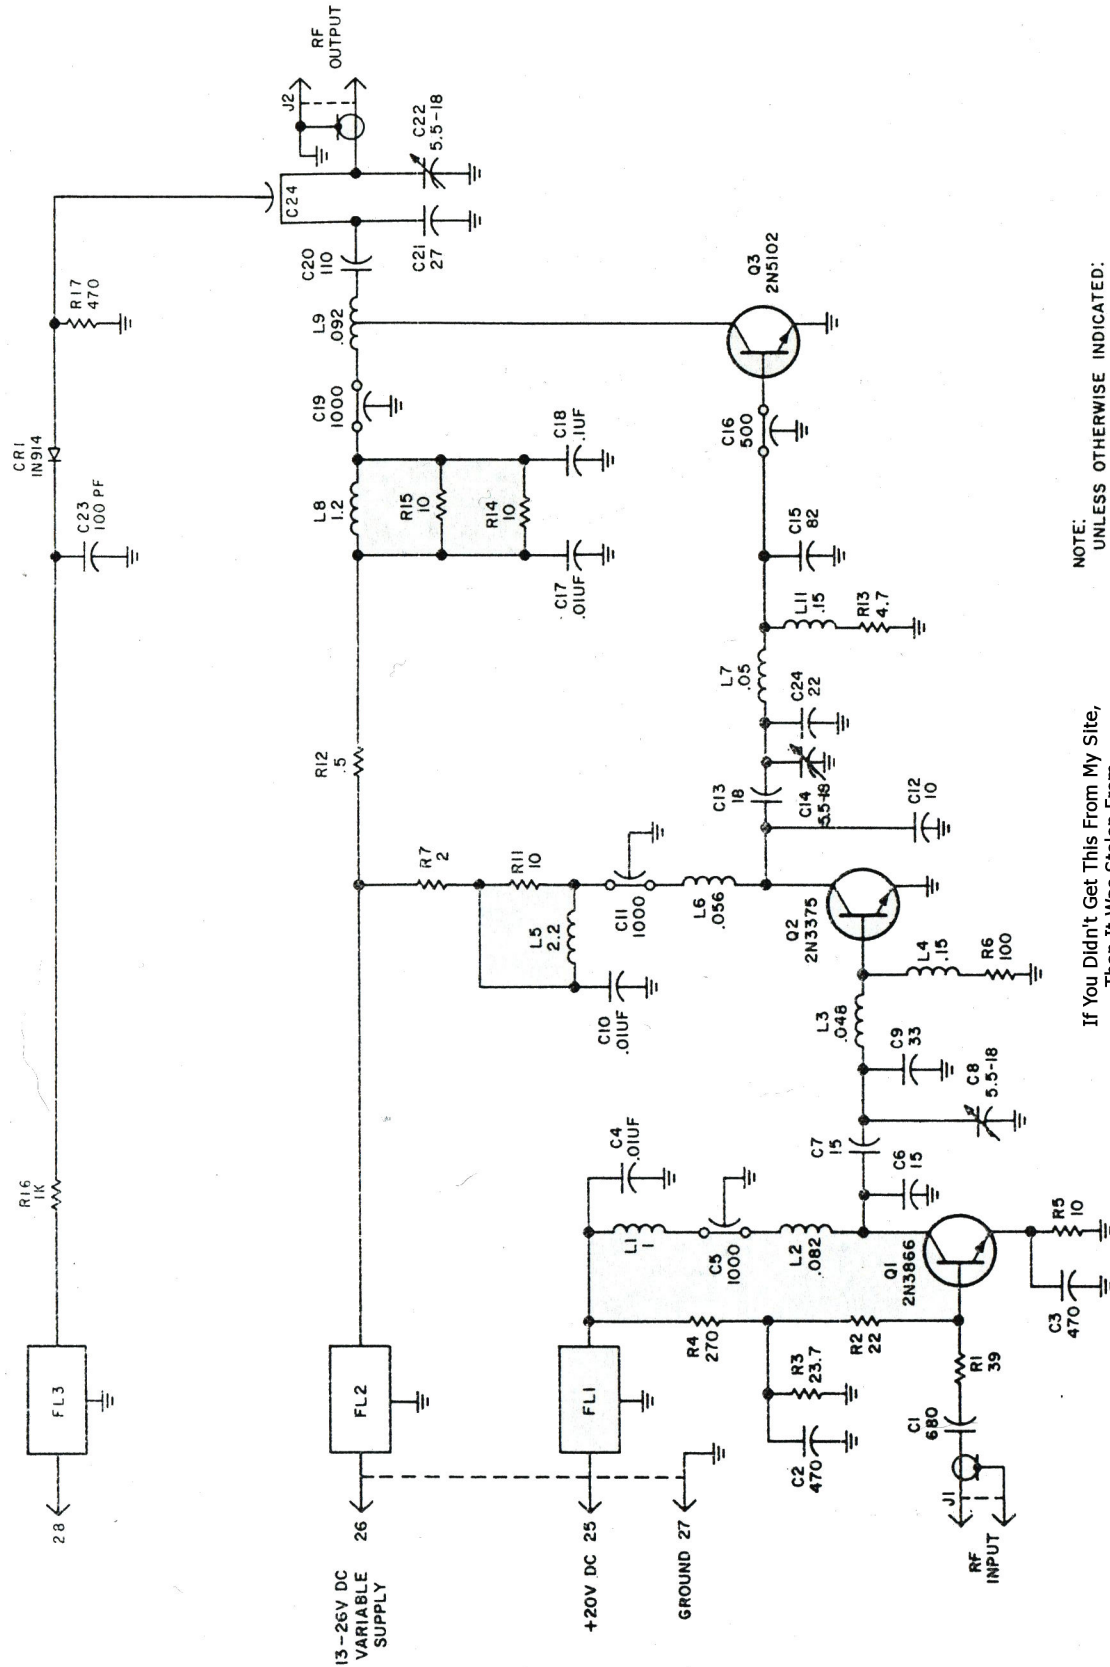 28
FL3
R16
1K
C23
100 PF
CR1
1N914
R17
470
C24
J2
RF
OUTPUT
13-26V DC
VARIABLE
SUPPLY
26
FL2
R12
.5
L8
1.2
R15
10
R14
10
C17
.01UF
C18
.1UF
C19
1000
L9
.092
C20
110
C21
27
C22
5.5-18
R7
2
R11
10
L5
2.2
C10
.01UF
C11
1000
L6
.056
+20V DC 25
FL1
GROUND 27
C4
.01UF
L1
1
C5
1000
L2
.082
R4
270
R3
23.7
C2
470
R2
22
C13
18
C14
5.5-18
C24
22
L7
.05
L11
.15
R13
4.7
C15
82
C16
500
Q3
2N5102
C12
10
Q2
2N3375
L4
.15
R6
100
L3
.048
C9
33
C8
5.5-18
C7
15
C6
15
Q1
2N3866
R5
10
C3
470
R1
39
C1
680
J1
RF
INPUT
NOTE:
UNLESS OTHERWISE INDICATED:
If You Didn't Get This From My Site,
Then It Was Stolen From